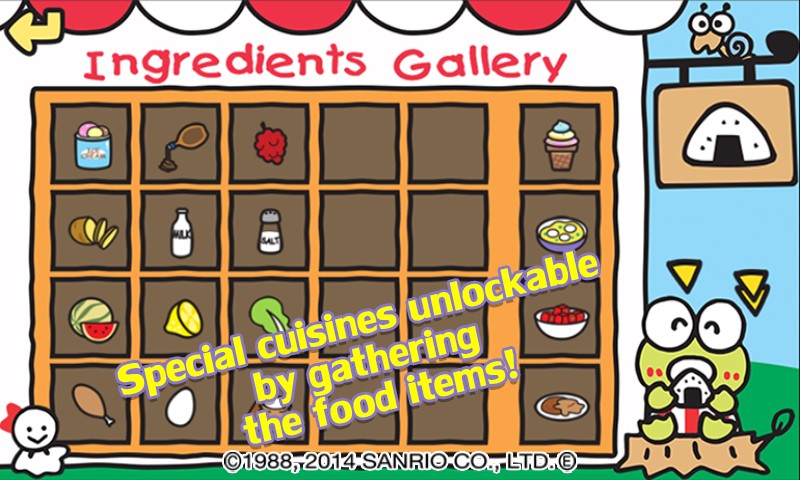 Ingredients Gallery
ICE
CREAM
MILK
SALT
Special cuisines unlockable
by gathering
the food items!
©1988, 2014 SANRIO CO., LTD. Ⓔ